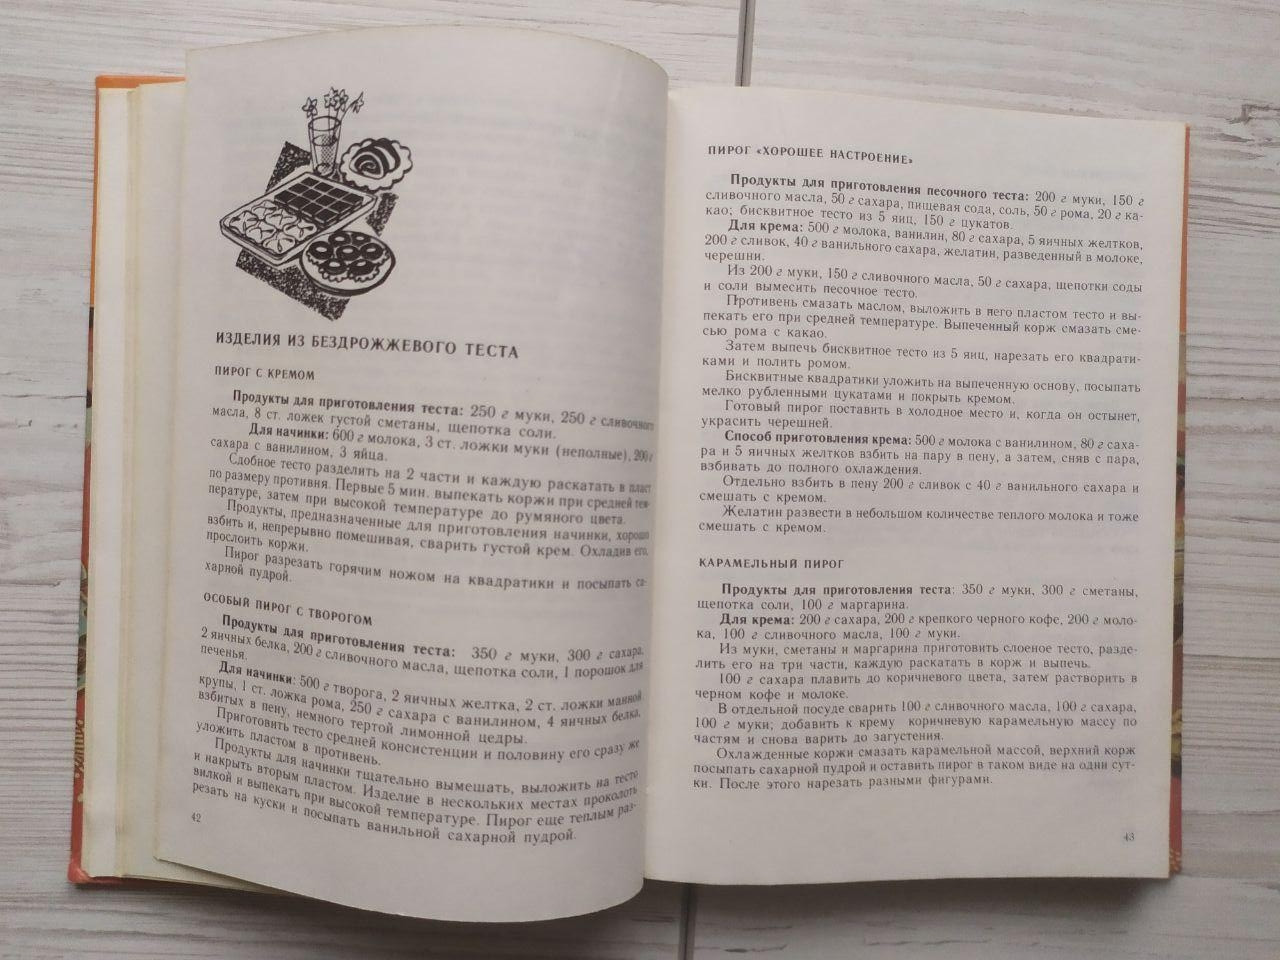 ИЗДЕЛИЯ ИЗ БЕЗДРОЖЖЕВОГО ТЕСТА
ПИРОГ С КРЕМОМ
Продукты для приготовления теста: 250 г муки, 250 г сливочного
масла, 8 ст. ложек густой сметаны, щепотка соли.
Для начинки: 600 г молока, 3 ст. ложки муки (неполные), 200 г
сахара с ванилином, 3 яйца.
Сдобное тесто разделить на 2 части и каждую раскатать в пласт
по размеру противня. Первые 5 мин. выпекать коржи при средней тем-
пературе, затем при высокой температуре до румяного цвета.
Продукты, предназначенные для приготовления начинки, хорошо
взбить и, непрерывно помешивая, сварить густой крем. Охладив его,
прослоить коржи.
Пирог разрезать горячим ножом на квадратики и посыпать са-
харной пудрой.
ОСОБЫЙ ПИРОГ С ТВОРОГОМ
Продукты для приготовления теста: 350 г муки, 300 г сахара,
2 яичных белка, 200 г сливочного масла, щепотка соли, 1 порошок для
печенья.
Для начинки: 500 г творога, 2 яичных желтка, 2 ст. ложки манной
крупы, 1 ст. ложка рома, 250 г сахара с ванилином, 4 яичных белка,
взбитых в пену, немного тертой лимонной цедры.
Приготовить тесто средней консистенции и половину его сразу же
уложить пластом в противень.
Продукты для начинки тщательно вымешать, выложить на тесто
и накрыть вторым пластом. Изделие в нескольких местах проколоть
вилкой и выпекать при высокой температуре. Пирог еще теплым раз-
резать на куски и посыпать ванильной сахарной пудрой.
42
ПИРОГ «ХОРОШЕЕ НАСТРОЕНИЕ»
Продукты для приготовления песочного теста: 200 г муки, 150 г
сливочного масла, 50 г сахара, пищевая сода, соль, 50 г рома, 20 г ка-
као; бисквитное тесто из 5 яиц, 150 г цукатов.
Для крема: 500 г молока, ванилин, 80 г сахара, 5 яичных желтков,
200 г сливок, 40 г ванильного сахара, желатин, разведенный в молоке,
черешни.
Из 200 г муки, 150 г сливочного масла, 50 г сахара, щепотки соды
и соли вымесить песочное тесто.
Противень смазать маслом, выложить в него пластом тесто и вы-
пекать его при средней температуре. Выпеченный корж смазать сме-
сью рома с какао.
Затем выпечь бисквитное тесто из 5 яиц, нарезать его квадрати-
ками и полить ромом.
Бисквитные квадратики уложить на выпеченную основу, посыпать
мелко рубленными цукатами и покрыть кремом.
Готовый пирог поставить в холодное место и, когда он остынет,
украсить черешней.
Способ приготовления крема: 500 г молока с ванилином, 80 г саха-
ра и 5 яичных желтков взбить на пару в пену, а затем, сняв с пара,
взбивать до полного охлаждения.
Отдельно взбить в пену 200 г сливок с 40 г ванильного сахара и
смешать с кремом.
Желатин развести в небольшом количестве теплого молока и тоже
смешать с кремом.
КАРАМЕЛЬНЫЙ ПИРОГ
Продукты для приготовления теста: 350 г муки, 300 г сметаны,
щепотка соли, 100 г маргарина.
Для крема: 200 г сахара, 200 г крепкого черного кофе, 200 г моло-
ка, 100 г сливочного масла, 100 г муки.
Из муки, сметаны и маргарина приготовить слоеное тесто, разде-
лить его на три части, каждую раскатать в корж и выпечь.
100 г сахара плавить до коричневого цвета, затем растворить в
черном кофе и молоке.
В отдельной посуде сварить 100 г сливочного масла, 100 г сахара,
100 г муки; добавить к крему коричневую карамельную массу по
частям и снова варить до загустения.
Охлажденные коржи смазать карамельной массой, верхний корж
посыпать сахарной пудрой и оставить пирог в таком виде на одни сут-
ки. После этого нарезать разными фигурами.
43